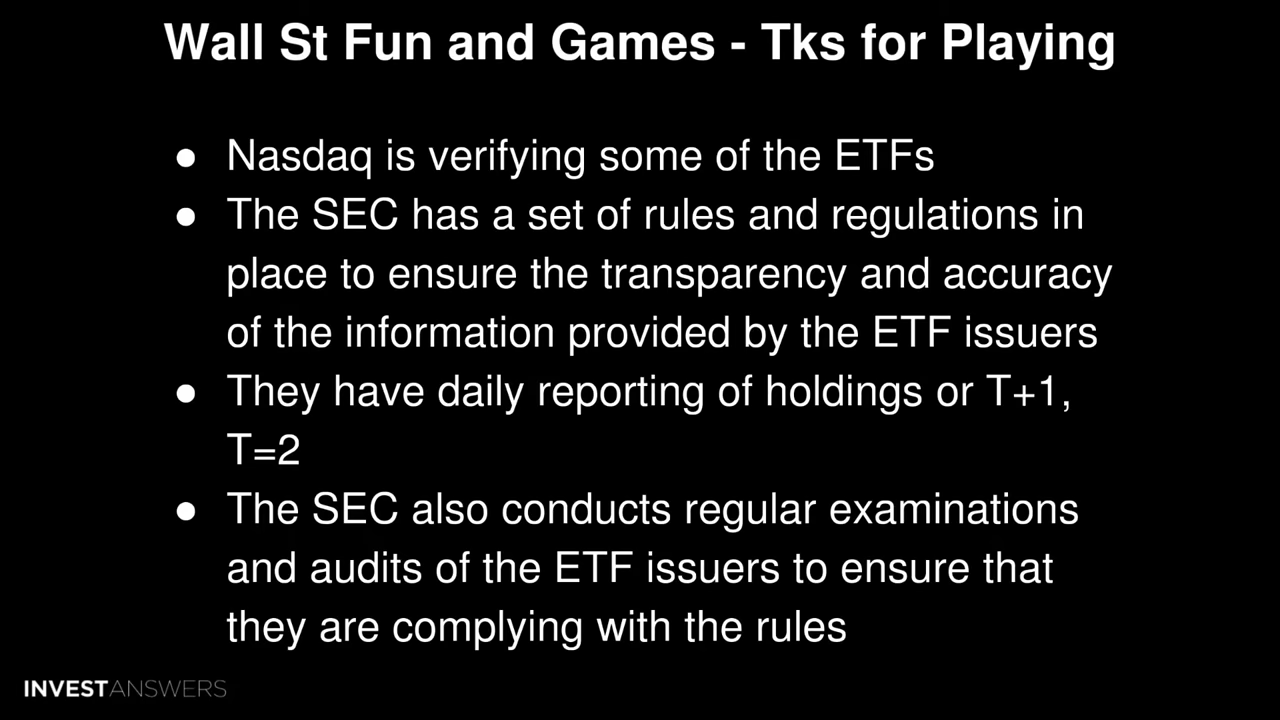 Wall St Fun and Games - Tks for Playing
● Nasdaq is verifying some of the ETFs
● The SEC has a set of rules and regulations in
place to ensure the transparency and accuracy
of the information provided by the ETF issuers
● They have daily reporting of holdings or T+1,
T=2
● The SEC also conducts regular examinations
and audits of the ETF issuers to ensure that
they are complying with the rules
INVESTANSWERS